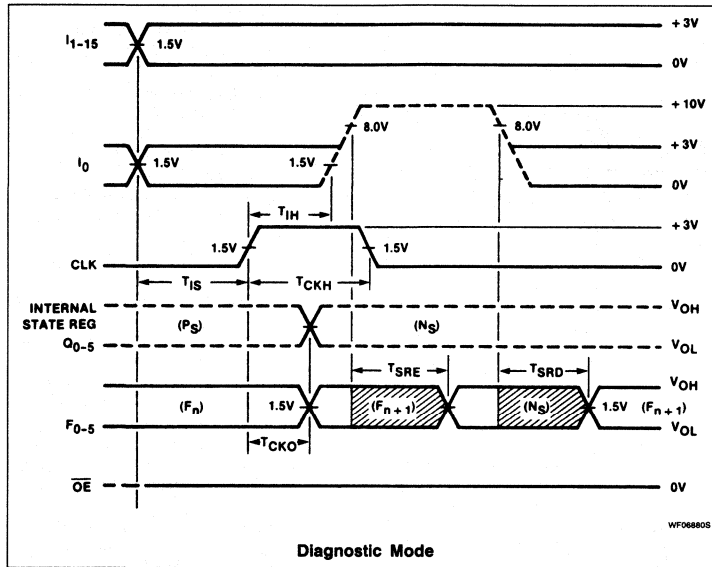 I1-15
1.5V
+3V
0V
+10V
8.0V
8.0V
I0
1.5V
1.5V
+3V
0V
TIH
CLK
1.5V
1.5V
+3V
0V
TIS
TCKH
INTERNAL
STATE REG
Q0-5
(PS)
(NS)
VOH
VOL
TSRE
TSRD
F0-5
(Fn)
1.5V
(Fn+1)
(NS)
1.5V
(Fn+1)
VOH
VOL
TCKO
OE
0V
WF06880S
Diagnostic Mode